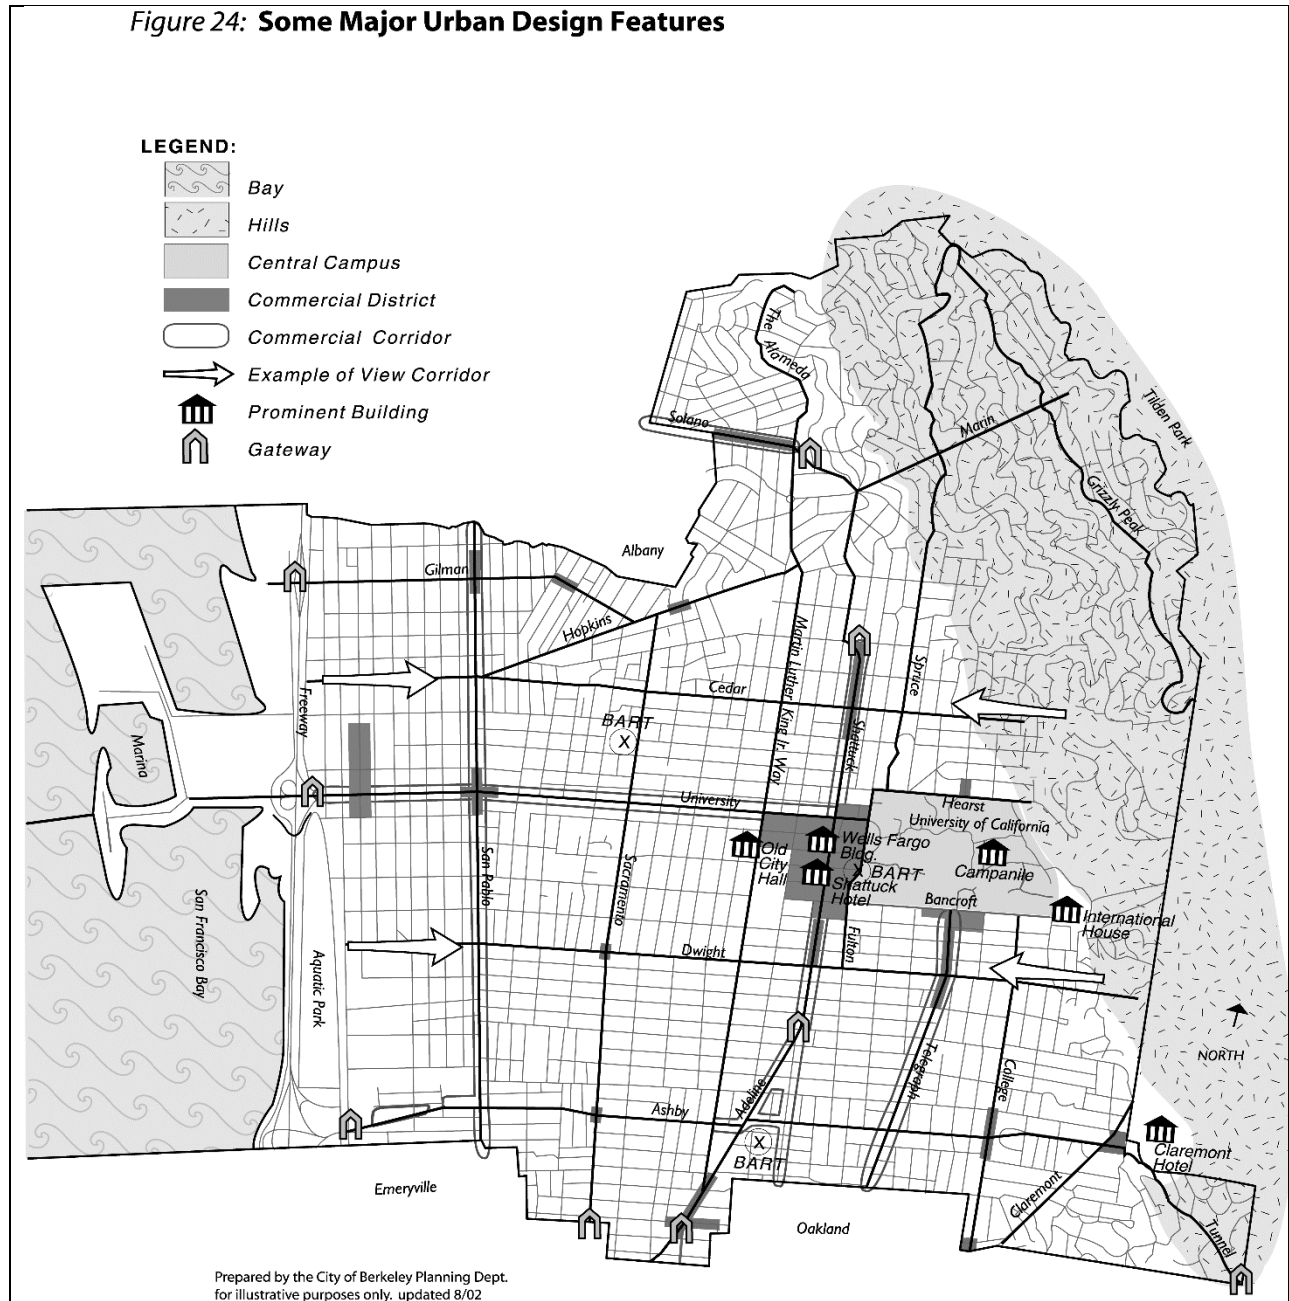 Figure 24: Some Major Urban Design Features
LEGEND:
Bay
Hills
Central Campus
Commercial District
Commercial Corridor
Example of View Corridor
Prominent Building
Gateway
The Alameda
Solano
Marin
Tilden Park
Grizzly Peak
Albany
Gilman
Hopkins
Martin Luther King Jr. Way
Spruce
Freeway
Cedar
BART
X
Shattuck
Marina
University
Hearst
University of California
Wells Fargo
Bldg.
Old
City
Hall
X
BART
Campanile
Shattuck
Hotel
Bancroft
International
House
San Pablo
Sacramento
San Francisco Bay
Aquatic Park
Dwight
Fulton
Telegraph
College
NORTH
Adeline
Ashby
X
BART
Claremont
Hotel
Claremont
Tunnel
Emeryville
Oakland
Prepared by the City of Berkeley Planning Dept.
for illustrative purposes only. updated 8/02